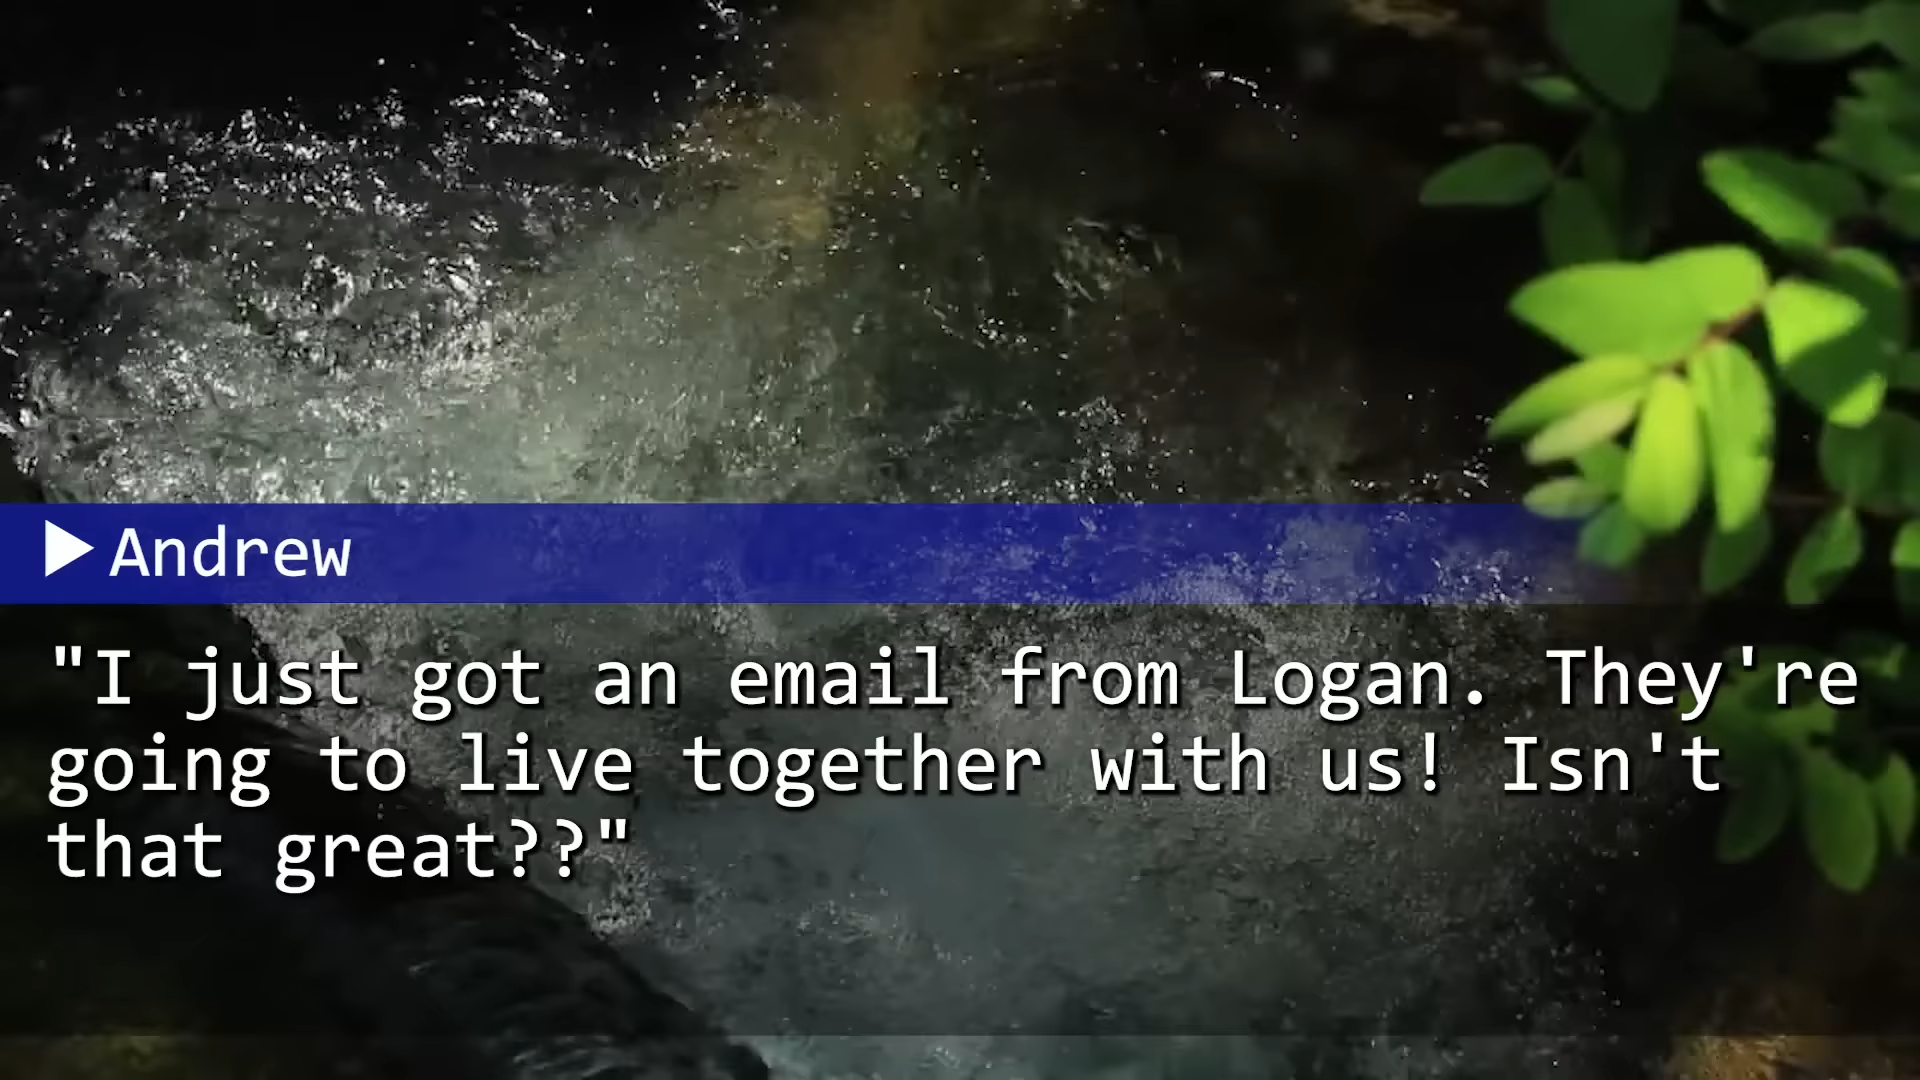 ▶Andrew
"I just got an email from Logan. They're
going to live together with us! Isn't
that great??"